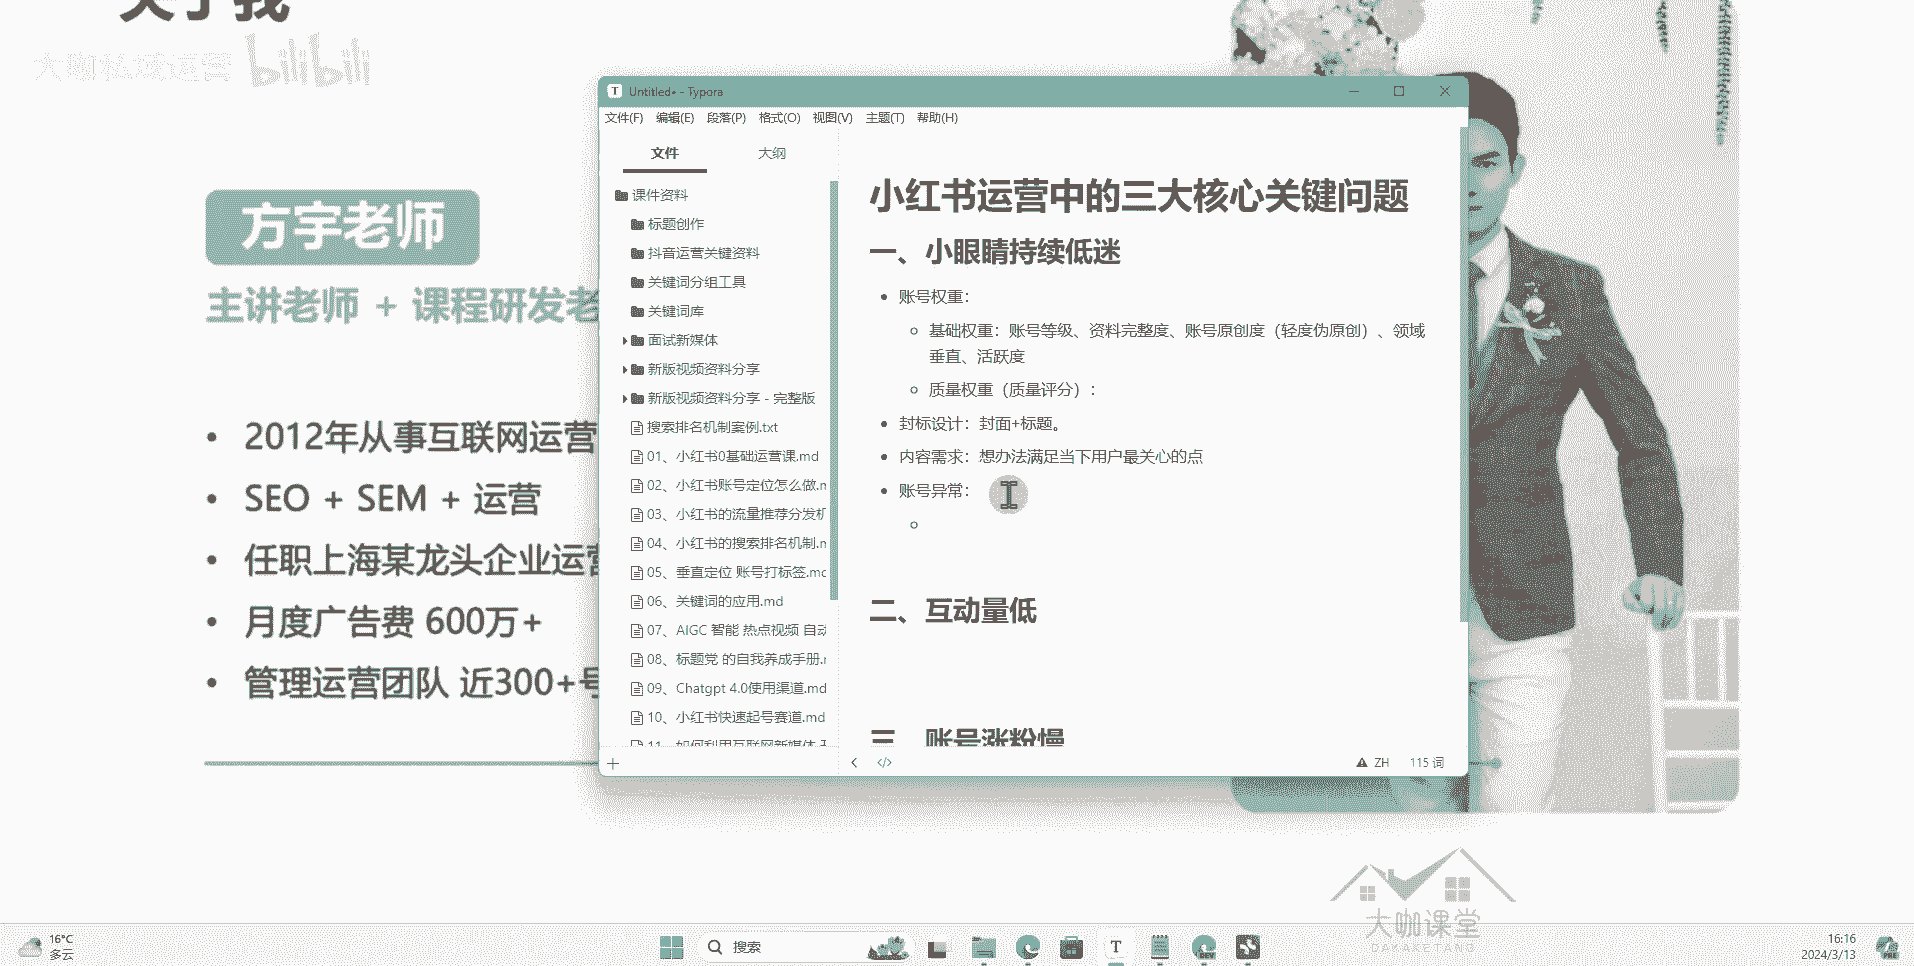 关于我
大咖私域运营 bilibili
方宇老师
主讲老师 + 课程研发老
2012年从事互联网运营
SEO + SEM + 运营
任职上海某龙头企业运营
月度广告费 600万+
管理运营团队 近300+号
Untitled• - Typora
文件(F) 编辑(E) 段落(P) 格式(O) 视图(V) 主题(T) 帮助(H)
文件 大纲
课件资料
标题创作
抖音运营关键资料
关键词分组工具
关键词库
面试新媒体
新版视频资料分享
新版视频资料分享 - 完整版
搜索排名机制案例.txt
01、小红书0基础运营课.md
02、小红书账号定位怎么做.m
03、小红书的流量推荐分发机
04、小红书的搜索排名机制.m
05、垂直定位 账号打标签.md
06、关键词的应用.md
07、AIGC 智能 热点视频 自动
08、标题党 的自我养成手册.m
09、Chatgpt 4.0使用渠道.md
10、小红书快速起号赛道.md
11、如何利用互联网新媒体
小红书运营中的三大核心关键问题
一、小眼睛持续低迷
账号权重：
基础权重：账号等级、资料完整度、账号原创度（轻度伪原创）、领域
垂直、活跃度
质量权重（质量评分）：
封标设计：封面+标题。
内容需求：想办法满足当下用户最关心的点
账号异常：
二、互动量低
三、账号涨粉慢
ZH 115 词
大咖课堂
DAKAKETANG
16°C
多云
搜索
T
DEV
16:16
2024/3/13
PRE